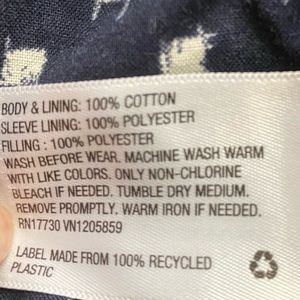 BODY & LINING: 100% COTTON
SLEEVE LINING: 100% POLYESTER
FILLING : 100% POLYESTER
WASH BEFORE WEAR. MACHINE WASH WARM
WITH LIKE COLORS. ONLY NON-CHLORINE
BLEACH IF NEEDED. TUMBLE DRY MEDIUM.
REMOVE PROMPTLY. WARM IRON IF NEEDED.
RN17730 VN1205859
LABEL MADE FROM 100% RECYCLED
PLASTIC